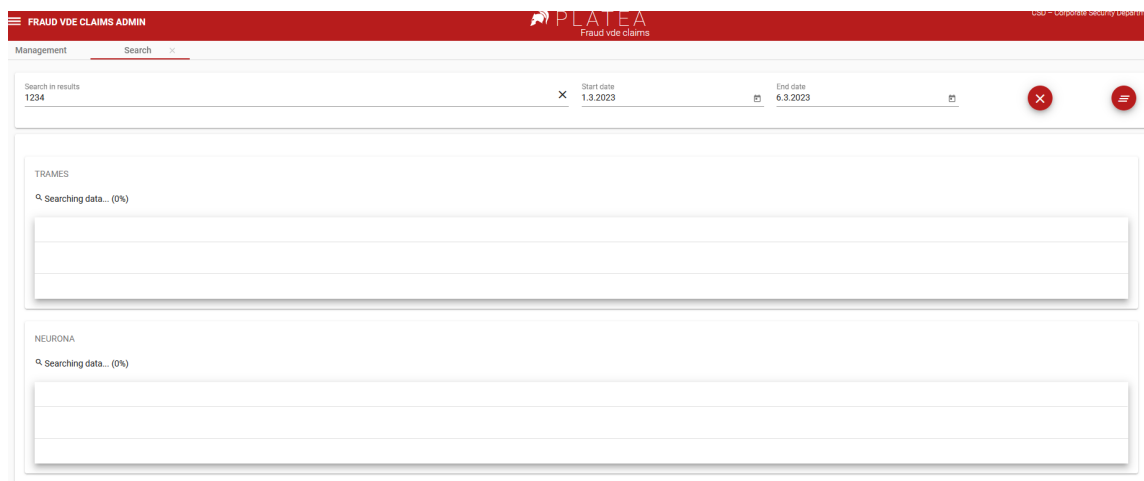 FRAUD VDE CLAIMS ADMIN
PLATEA
Fraud vde claims
CSD – Corporate Security Departm
Management
Search
Search in results
1234
Start date
1.3.2023
End date
6.3.2023
TRAMES
Searching data... (0%)
NEURONA
Searching data... (0%)